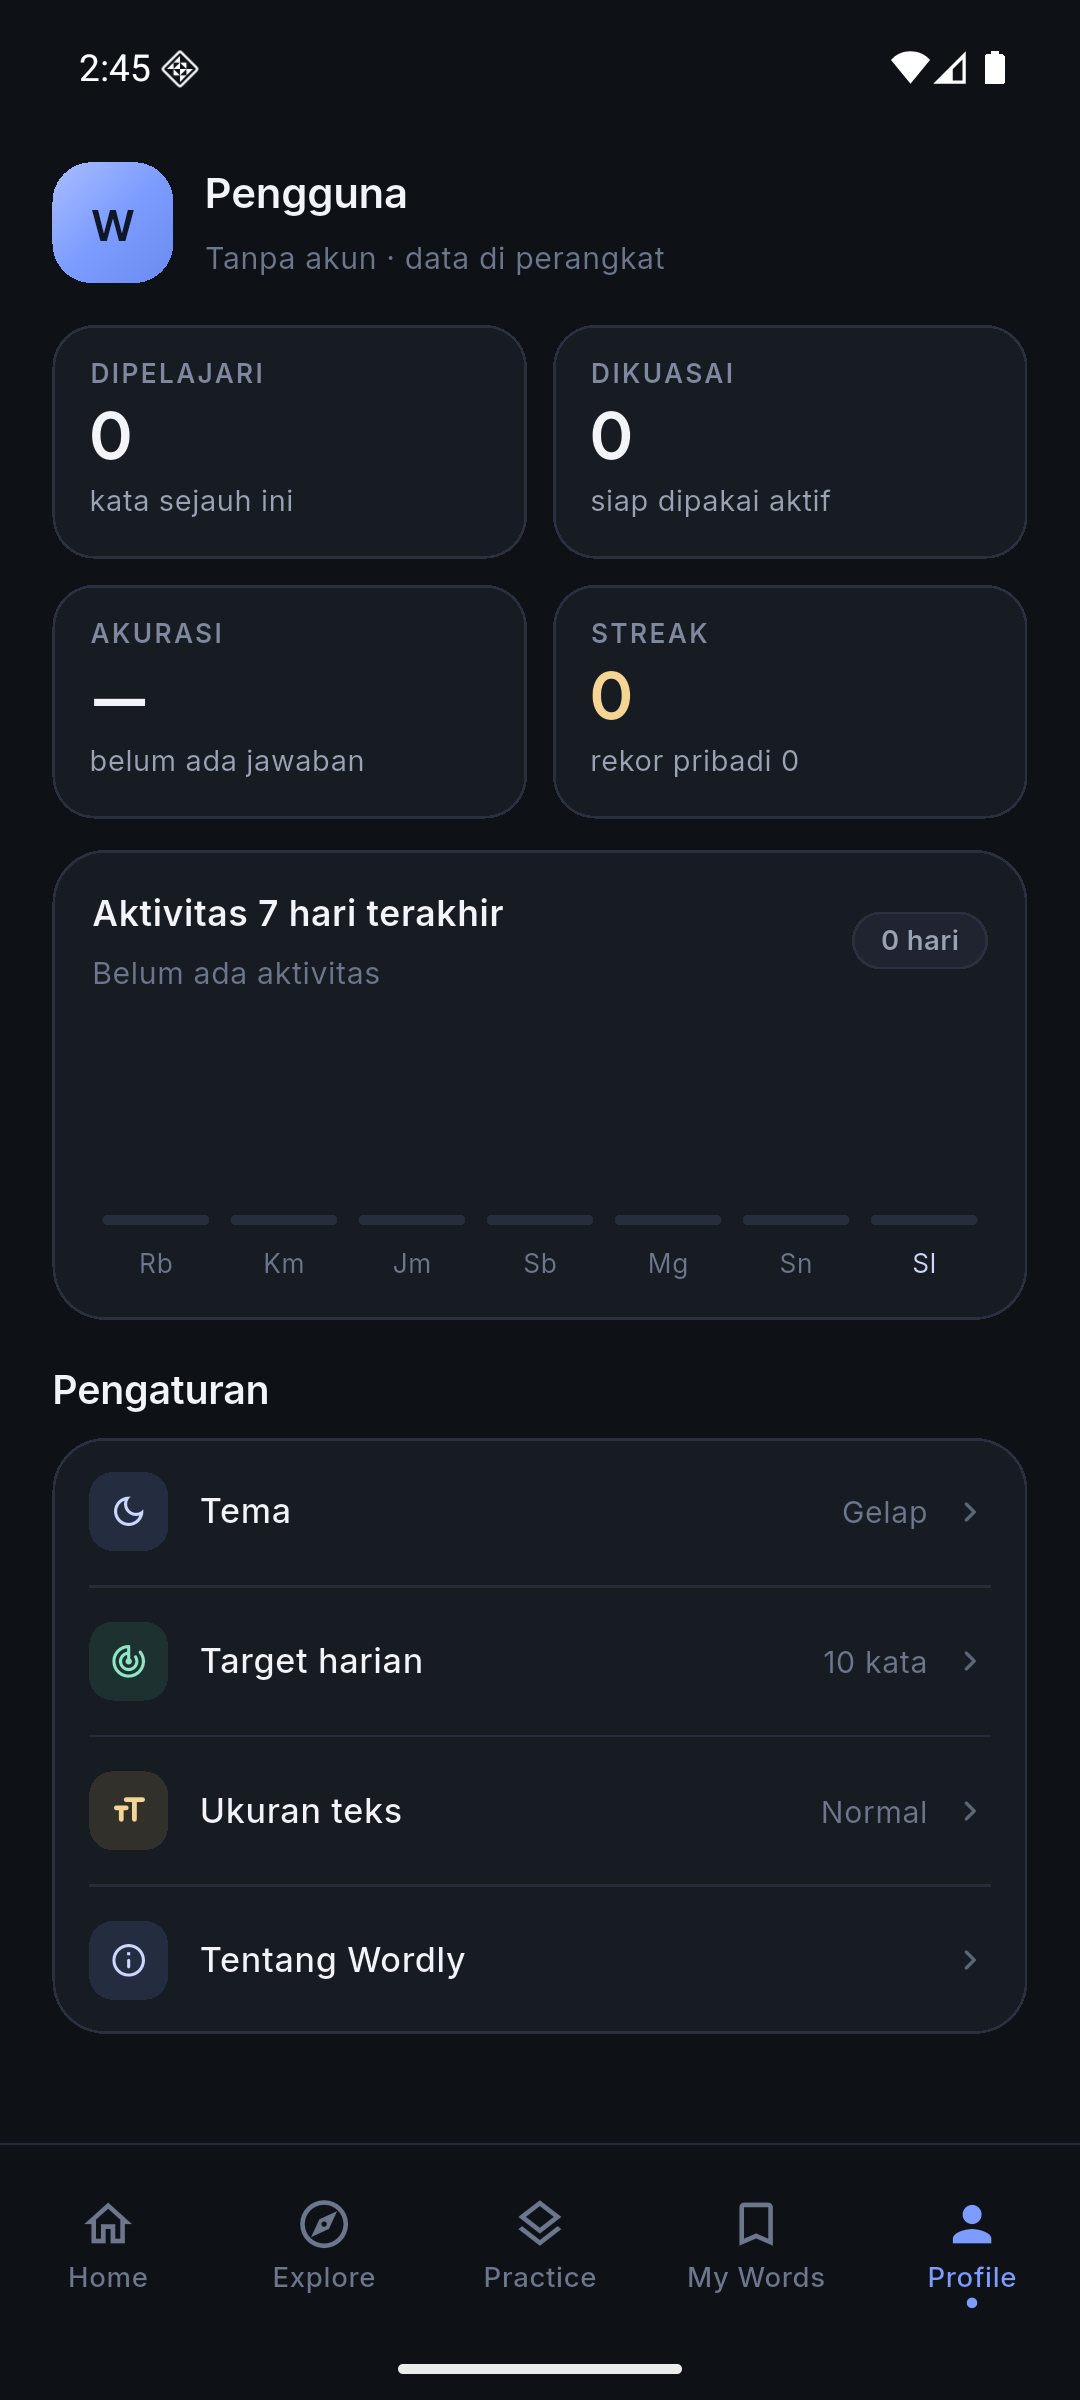 2:45
W
Pengguna
Tanpa akun · data di perangkat
DIPELAJARI
0
kata sejauh ini
DIKUASAI
0
siap dipakai aktif
AKURASI
—
belum ada jawaban
STREAK
0
rekor pribadi 0
Aktivitas 7 hari terakhir
Belum ada aktivitas
0 hari
Rb Km Jm Sb Mg Sn Sl
Pengaturan
Tema Gelap
Target harian 10 kata
Ukuran teks Normal
Tentang Wordly
Home Explore Practice My Words Profile